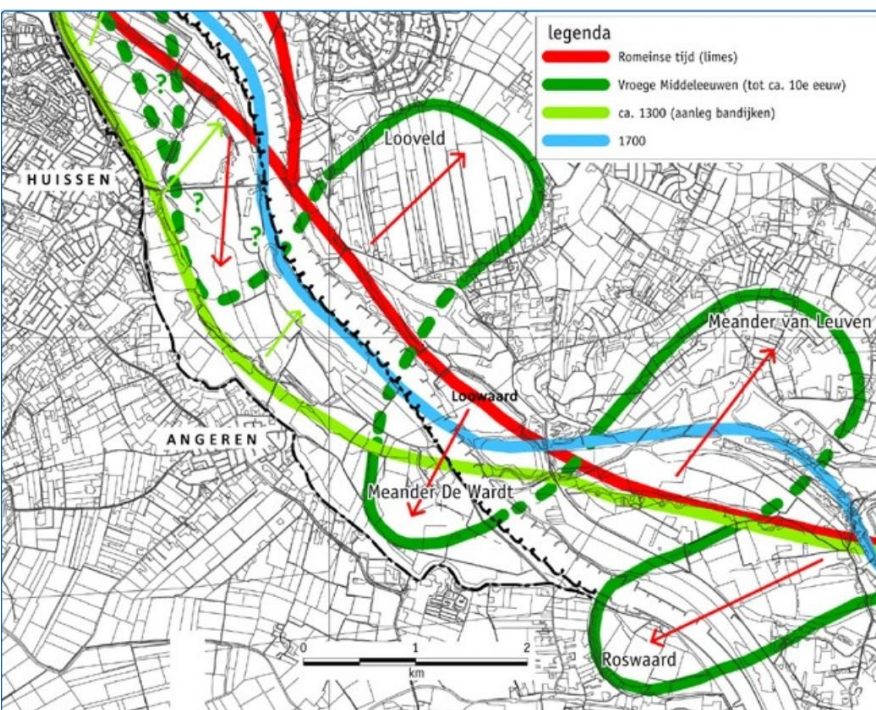 legenda
Romeinse tijd (limes)
Vroege Middeleeuwen (tot ca. 10e eeuw)
ca. 1300 (aanleg bandijken)
1700
?
Looveld
HUISSEN
?
?
Meander van Leuven
Loowaard
ANGEREN
Meander De Wardt
0 1 2
km
Roswaard